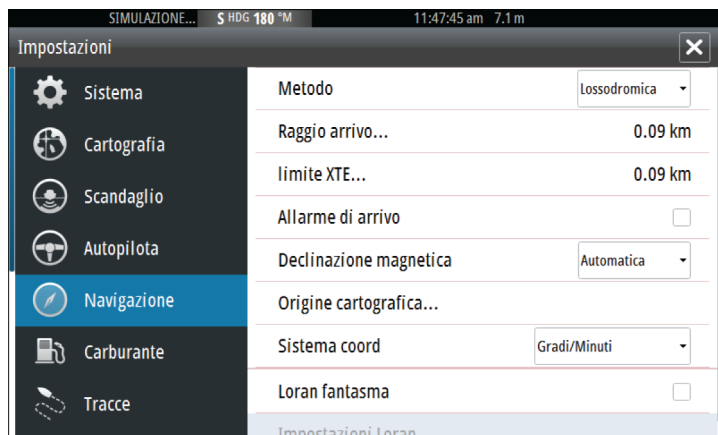 SIMULAZIONE... S HDG 180 °M 11:47:45 am 7.1 m
Impostazioni
Sistema
Cartografia
Scandaglio
Autopilota
Navigazione
Carburante
Tracce
Metodo Lossodromica
Raggio arrivo... 0.09 km
limite XTE... 0.09 km
Allarme di arrivo
Declinazione magnetica Automatica
Origine cartografica...
Sistema coord Gradi/Minuti
Loran fantasma
Impostazioni Loran